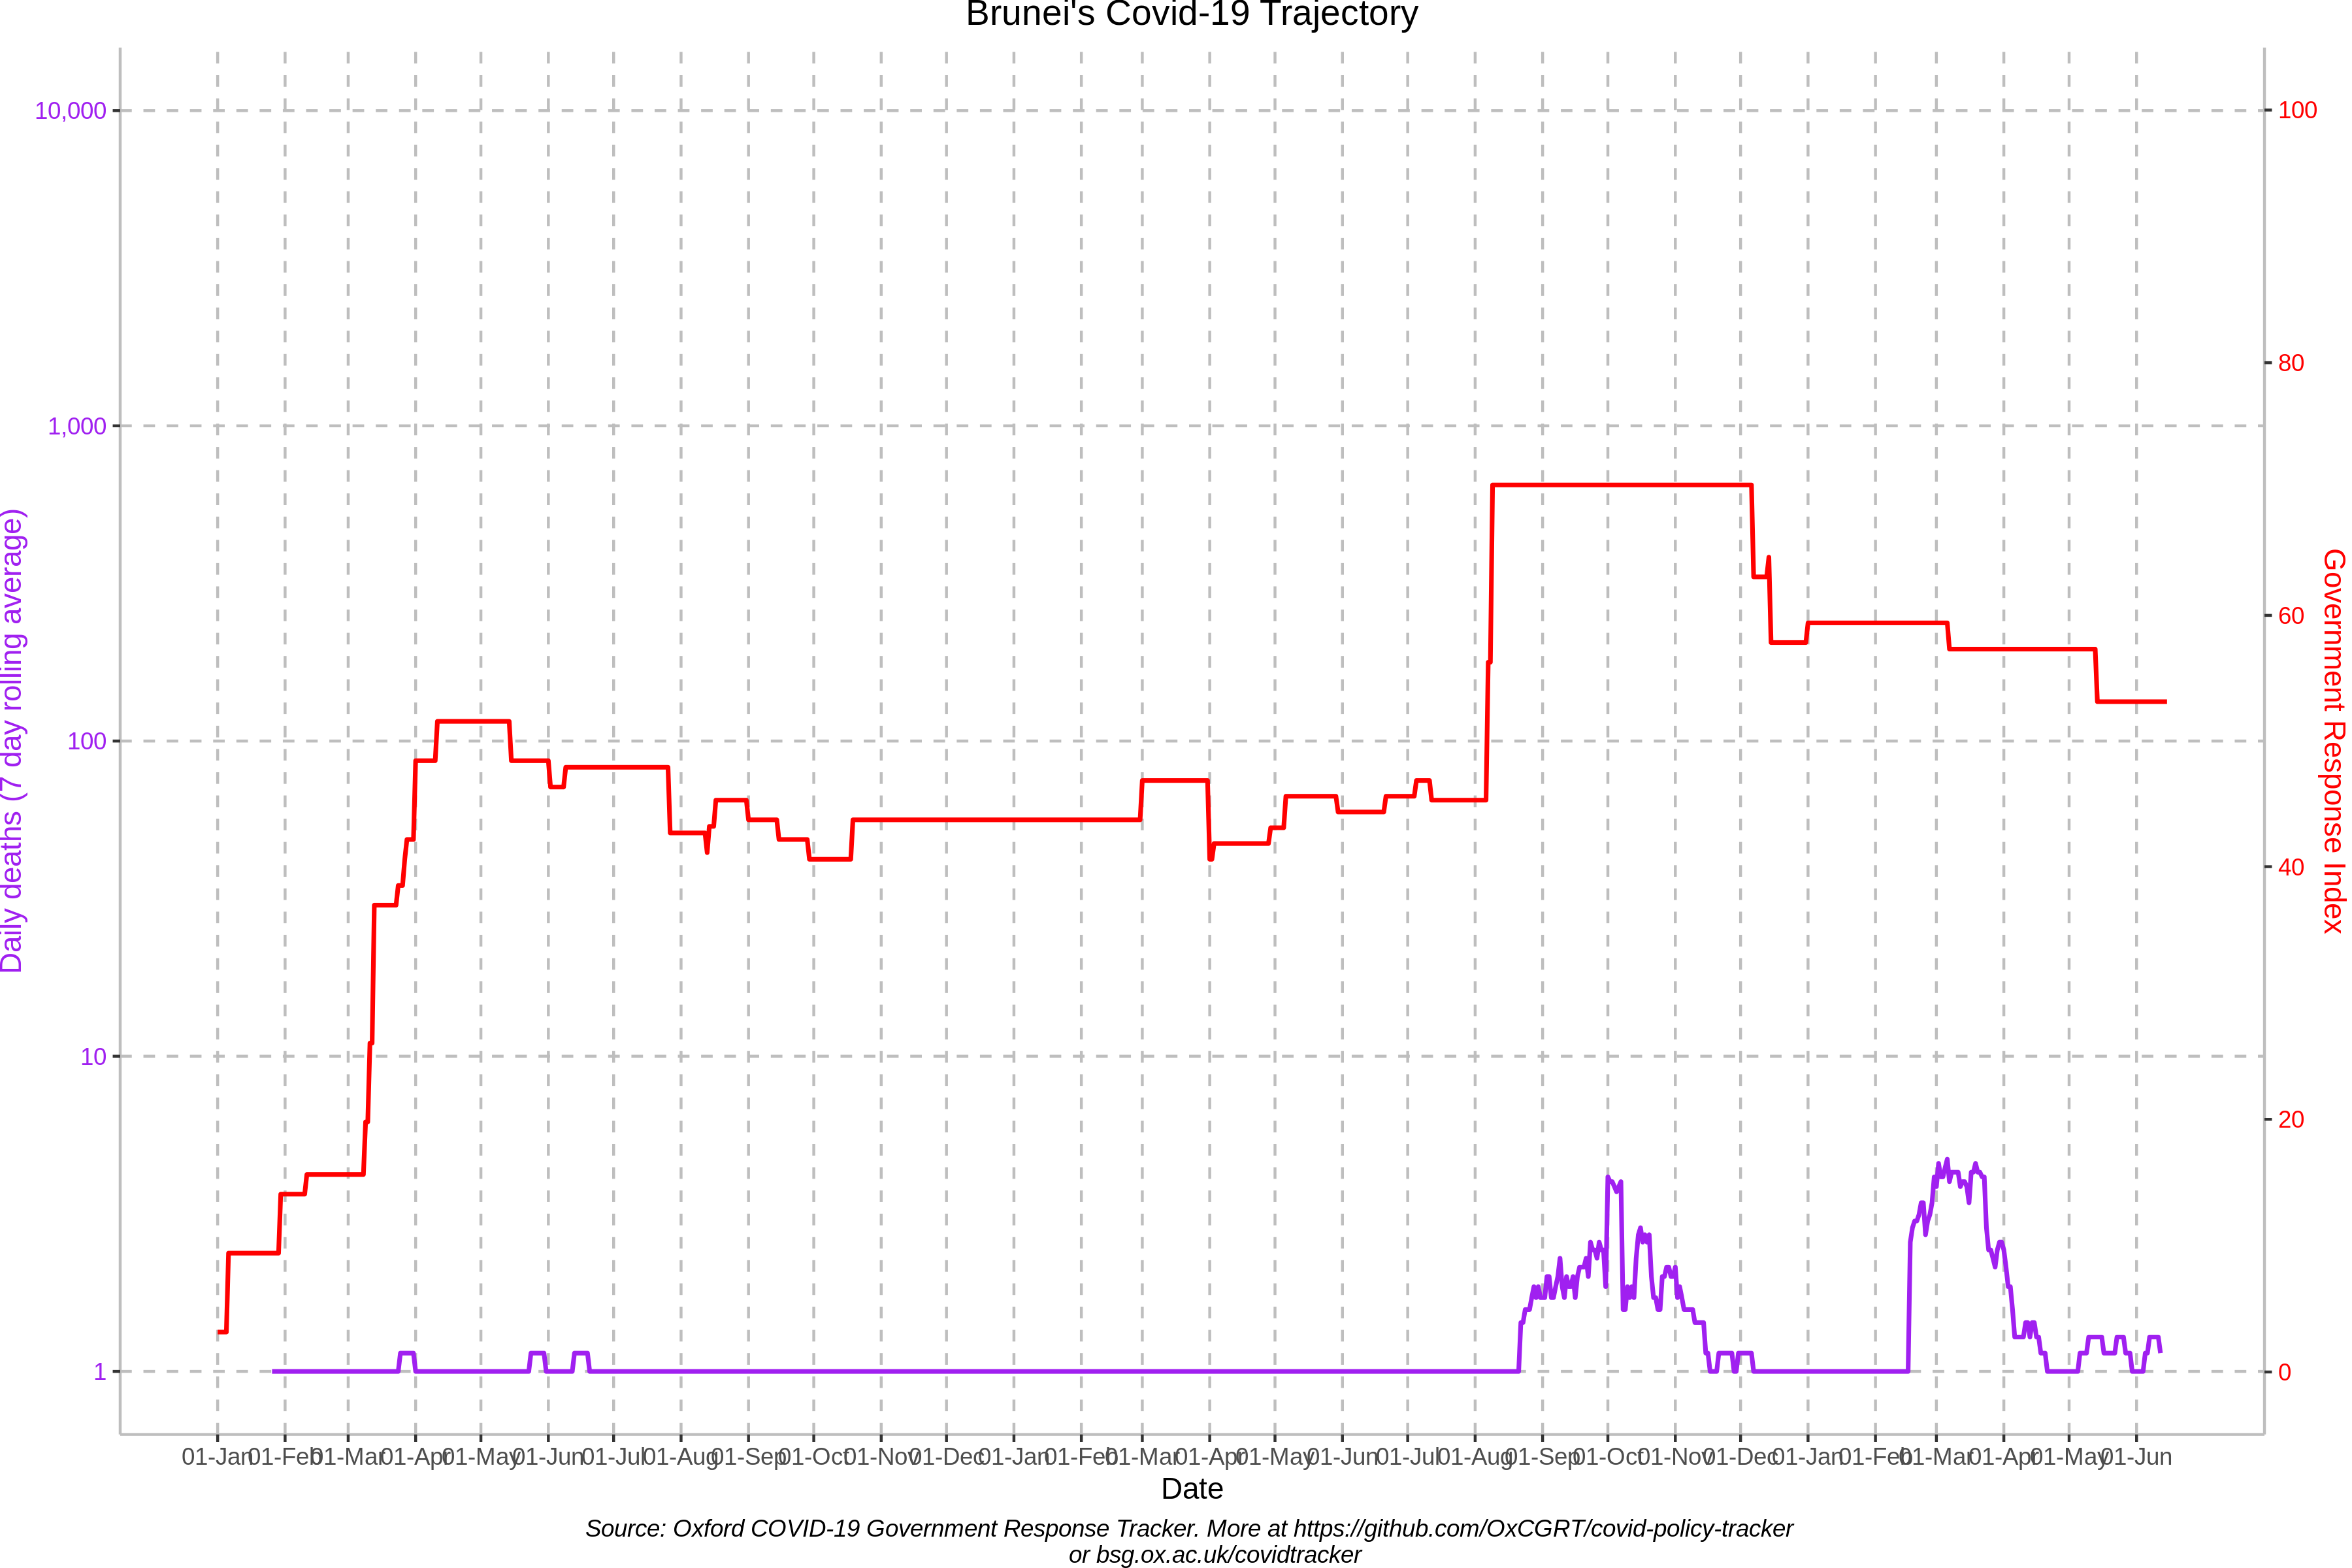 Brunei's Covid-19 Trajectory
10,000
1,000
100
10
1
Daily deaths (7 day rolling average)
100
80
60
40
20
0
Government Response Index
01-Jan 01-Feb 01-Mar 01-Apr 01-May 01-Jun 01-Jul 01-Aug 01-Sep 01-Oct 01-Nov 01-Dec 01-Jan 01-Feb 01-Mar 01-Apr 01-May 01-Jun 01-Jul 01-Aug 01-Sep 01-Oct 01-Nov 01-Dec 01-Jan 01-Feb 01-Mar 01-Apr 01-May 01-Jun
Date
Source: Oxford COVID-19 Government Response Tracker. More at https://github.com/OxCGRT/covid-policy-tracker
or bsg.ox.ac.uk/covidtracker